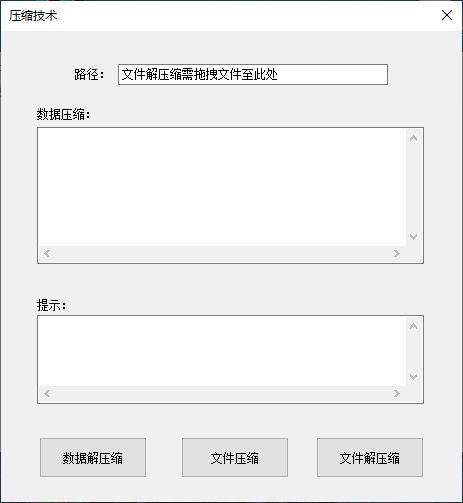 压缩技术
路径： 文件解压缩需拖拽文件至此处
数据压缩：
提示：
数据解压缩 文件压缩 文件解压缩